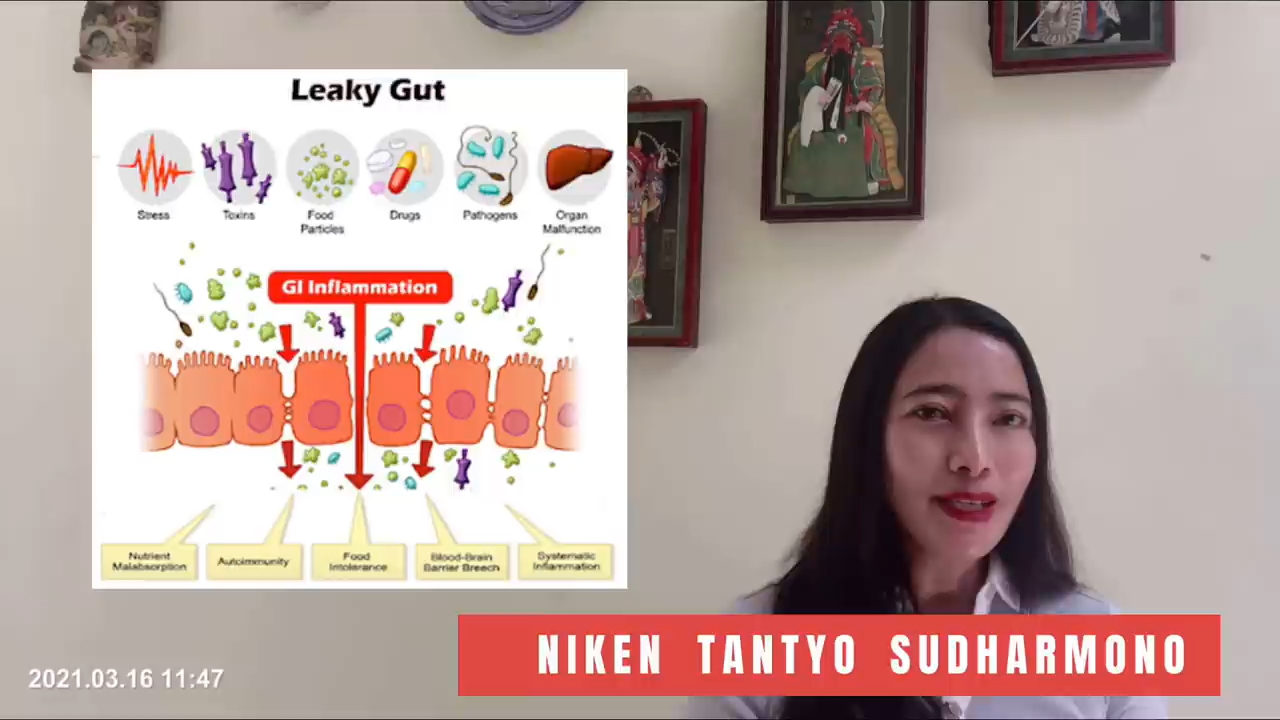 Leaky Gut
Stress
Toxins
Food
Particles
Drugs
Pathogens
Organ
Malfunction
GI Inflammation
Nutrient
Malabsorption
Autoimmunity
Food
Intolerance
Blood-Brain
Barrier Breech
Systematic
Inflammation
NIKEN TANTYO SUDHARMONO
2021.03.16 11:47